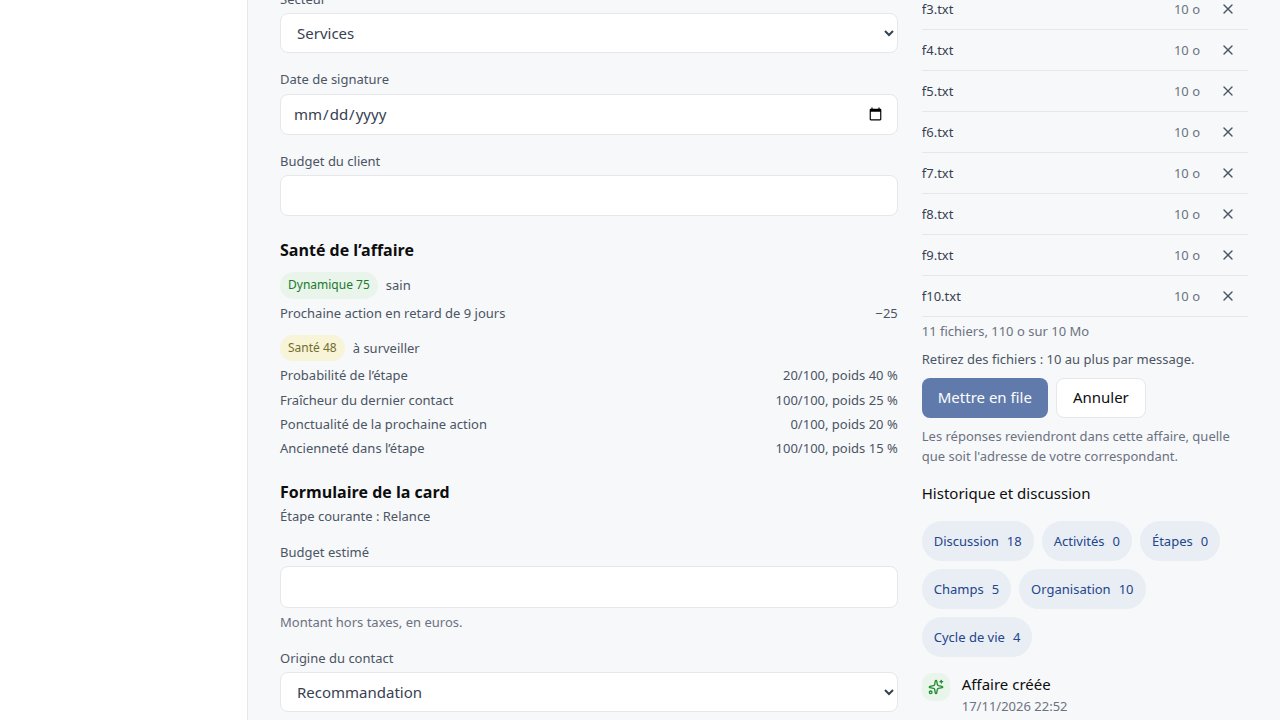 Secteur
Services
Date de signature
mm/dd/yyyy
Budget du client
Santé de l’affaire
Dynamique 75 sain
Prochaine action en retard de 9 jours −25
Santé 48 à surveiller
Probabilité de l’étape 20/100, poids 40 %
Fraîcheur du dernier contact 100/100, poids 25 %
Ponctualité de la prochaine action 0/100, poids 20 %
Ancienneté dans l’étape 100/100, poids 15 %
Formulaire de la card
Étape courante : Relance
Budget estimé
Montant hors taxes, en euros.
Origine du contact
Recommandation
f3.txt 10 o
f4.txt 10 o
f5.txt 10 o
f6.txt 10 o
f7.txt 10 o
f8.txt 10 o
f9.txt 10 o
f10.txt 10 o
11 fichiers, 110 o sur 10 Mo
Retirez des fichiers : 10 au plus par message.
Mettre en file Annuler
Les réponses reviendront dans cette affaire, quelle
que soit l'adresse de votre correspondant.
Historique et discussion
Discussion 18 Activités 0 Étapes 0
Champs 5 Organisation 10
Cycle de vie 4
Affaire créée
17/11/2026 22:52